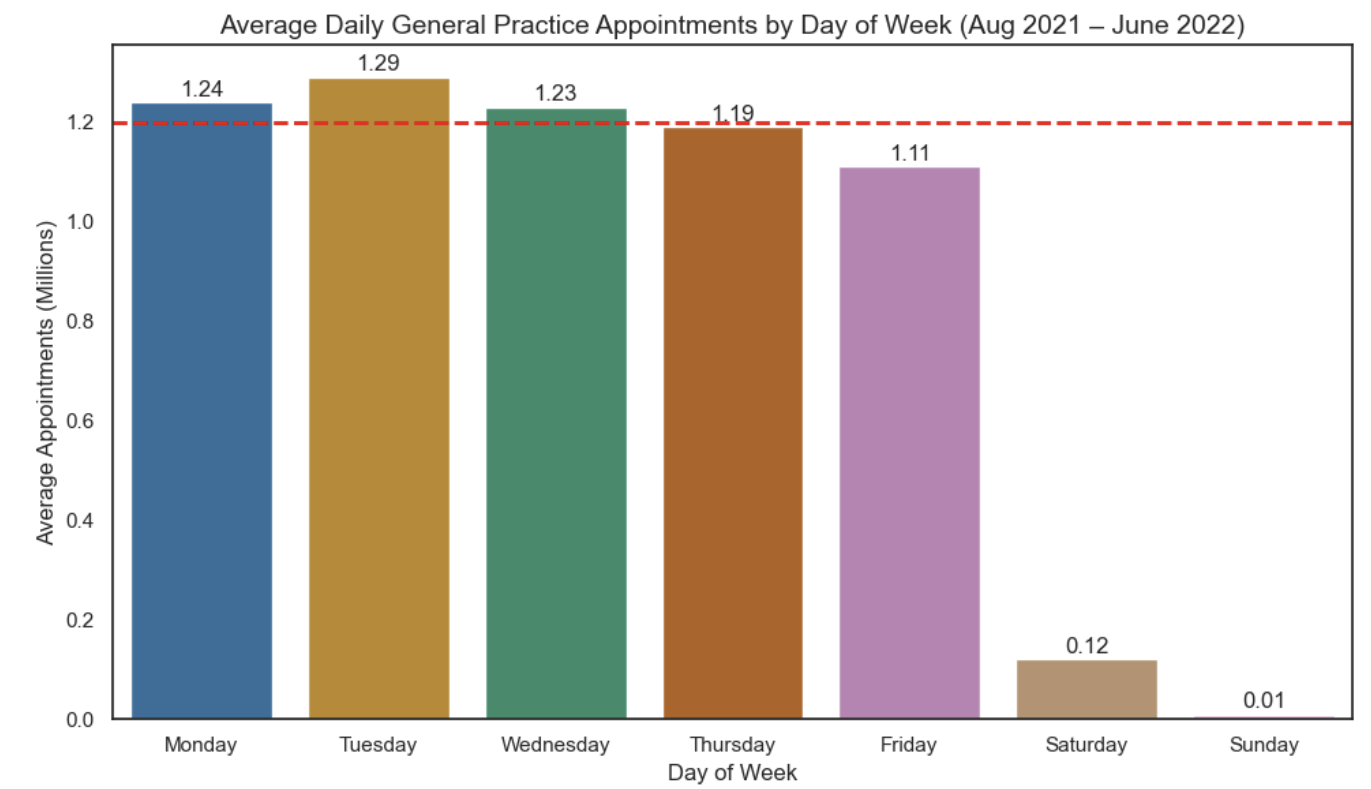 Average Daily General Practice Appointments by Day of Week (Aug 2021 – June 2022)
Average Appointments (Millions)
1.2
1.0
0.8
0.6
0.4
0.2
0.0
1.24
1.29
1.23
1.19
1.11
0.12
0.01
Monday
Tuesday
Wednesday
Thursday
Friday
Saturday
Sunday
Day of Week